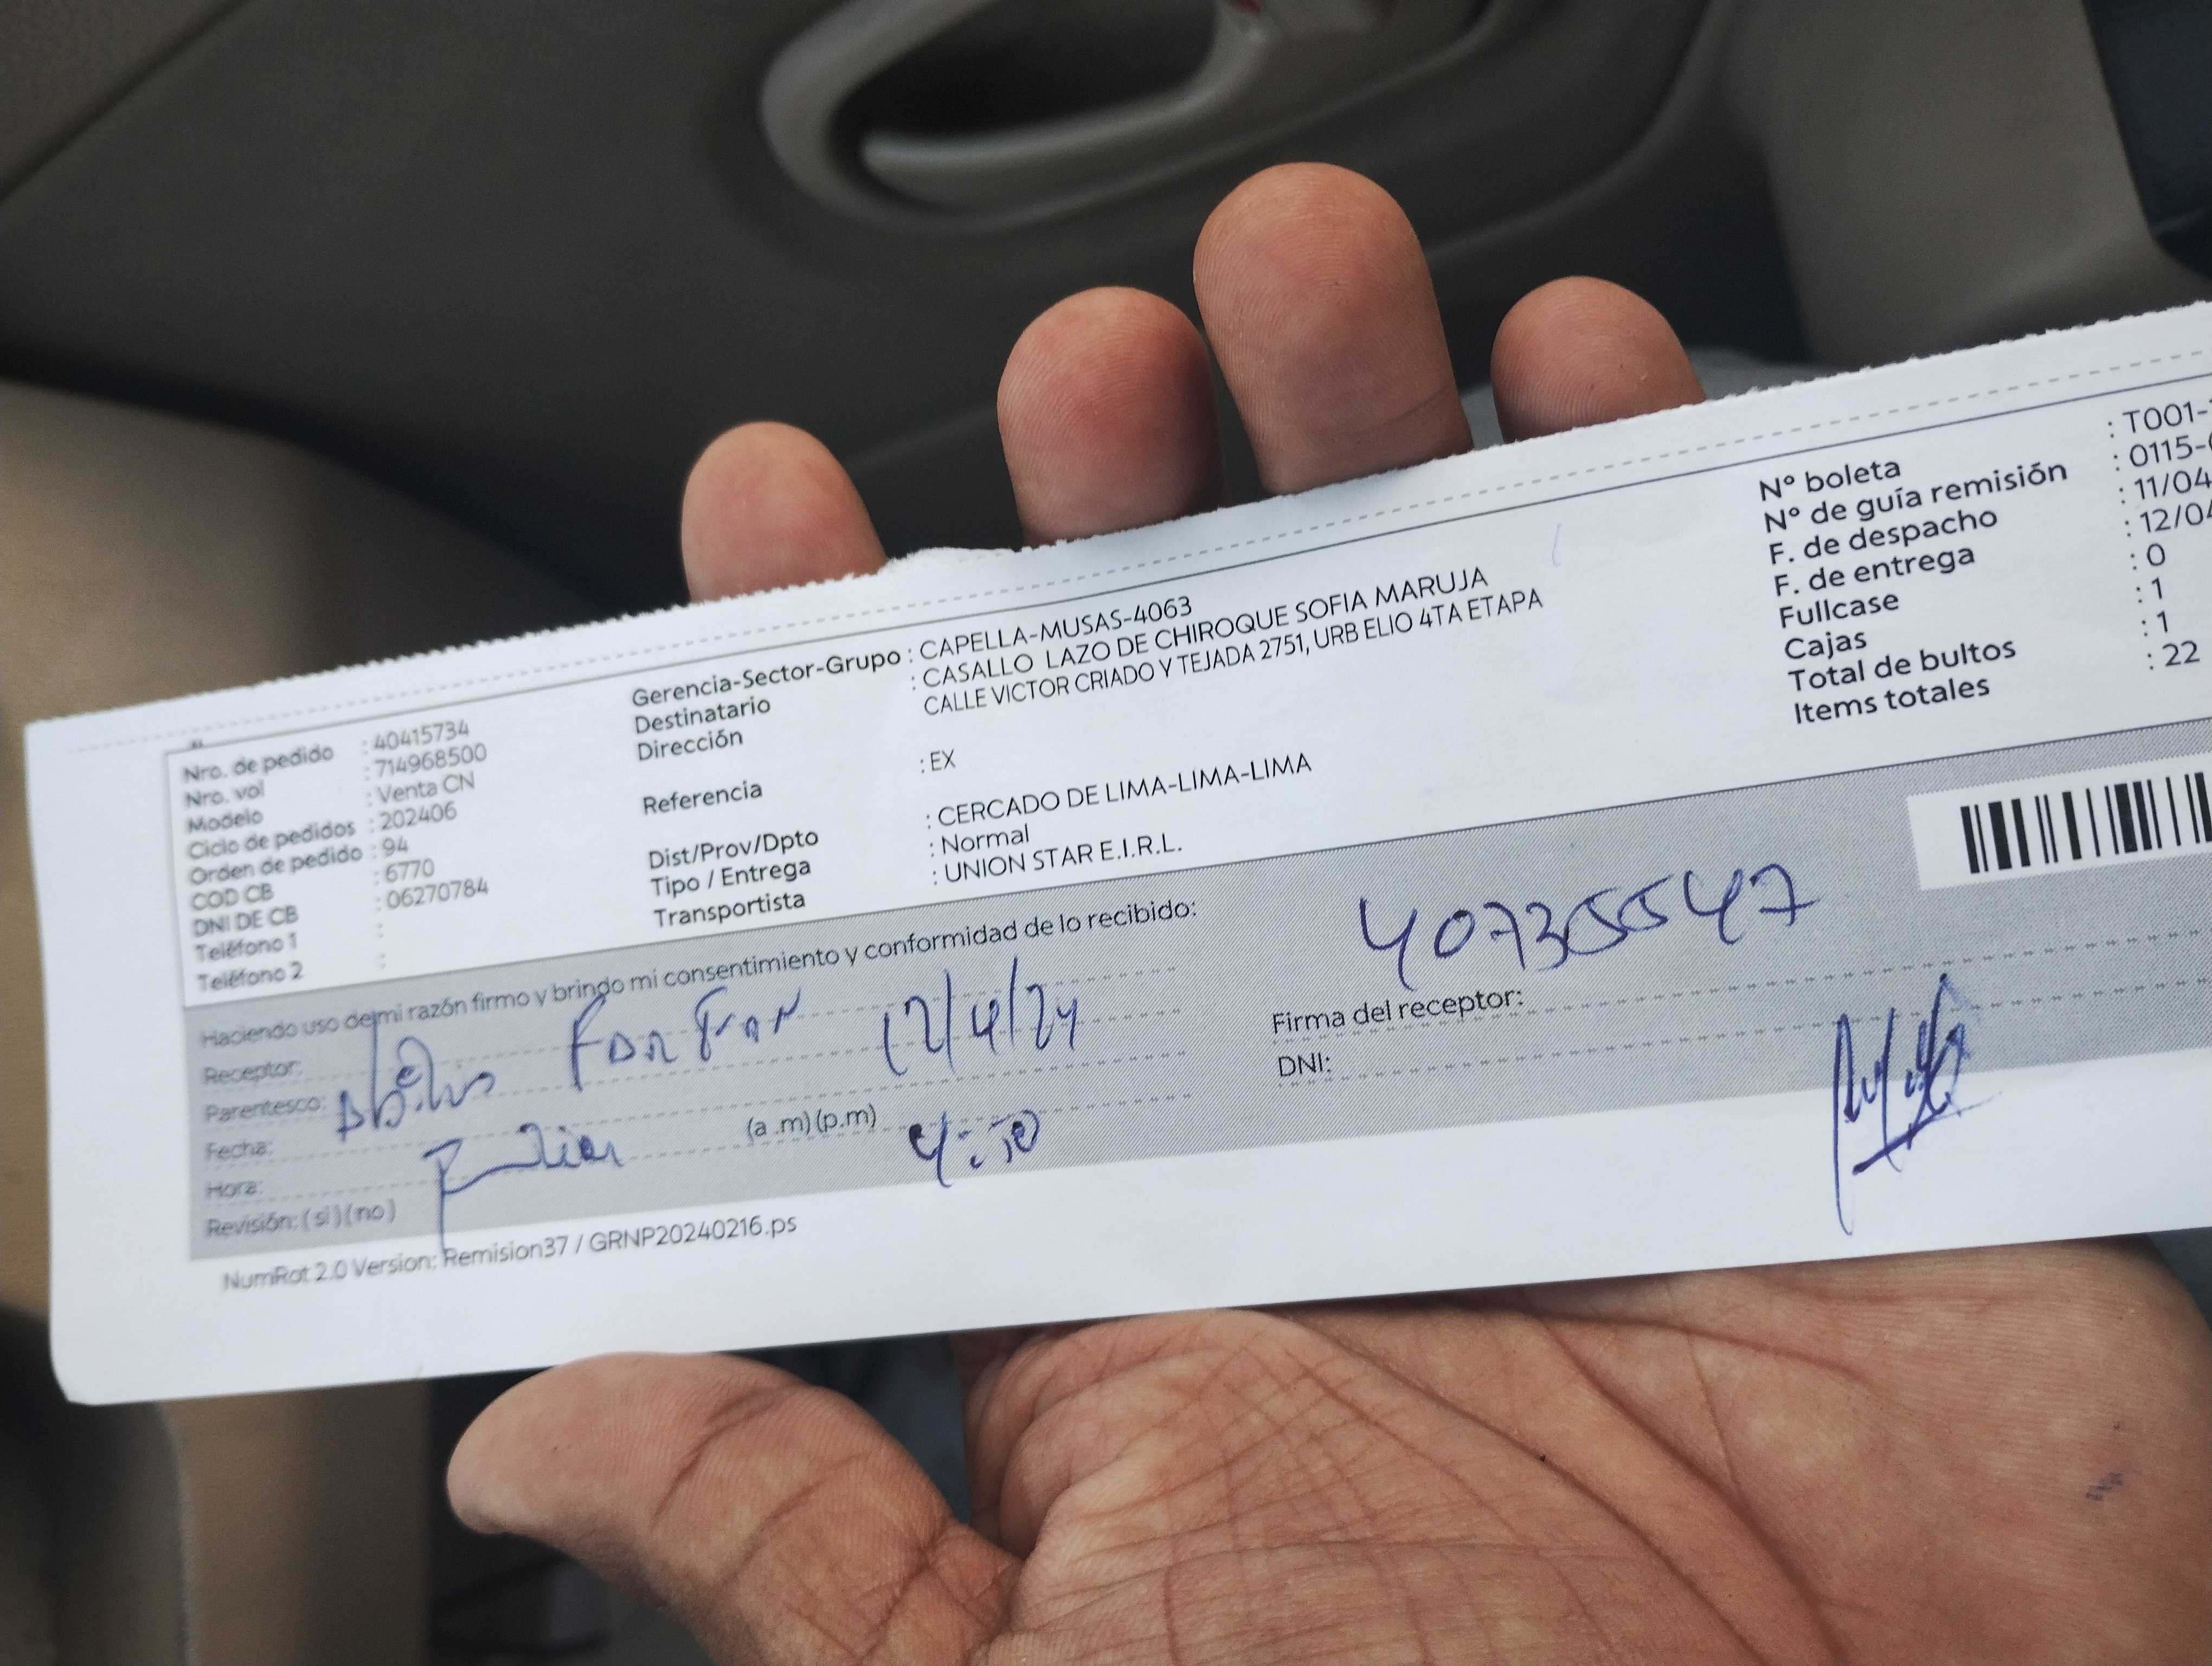 Nro. de pedido : 40415734
Nro. vol : 714968500
Modelo : Venta CN
Ciclo de pedidos : 202406
Orden de pedido : 94
COD CB : 6770
DNI DE CB : 06270784
Teléfono 1 :
Teléfono 2 :
Gerencia-Sector-Grupo : CAPELLA-MUSAS-4063
Destinatario : CASALLO LAZO DE CHIROQUE SOFIA MARUJA
Dirección : CALLE VICTOR CRIADO Y TEJADA 2751, URB ELIO 4TA ETAPA
Referencia : EX
Dist/Prov/Dpto : CERCADO DE LIMA-LIMA-LIMA
Tipo / Entrega : Normal
Transportista : UNION STAR E.I.R.L.
Nº boleta : T001-
Nº de guía remisión : 0115-
F. de despacho : 11/04
F. de entrega : 12/04
Fullcase : 0
Cajas : 1
Total de bultos : 1
Items totales : 22
Haciendo uso de mi razón firmo y brindo mi consentimiento y conformidad de lo recibido:
Receptor:
Parentesco:
12/4/24
Fecha:
Hora: (a .m) (p.m)
4:50
Revisión: (si) (no)
40735547
Firma del receptor:
DNI:
NumRot 2.0 Version: Remision37 / GRNP20240216.ps